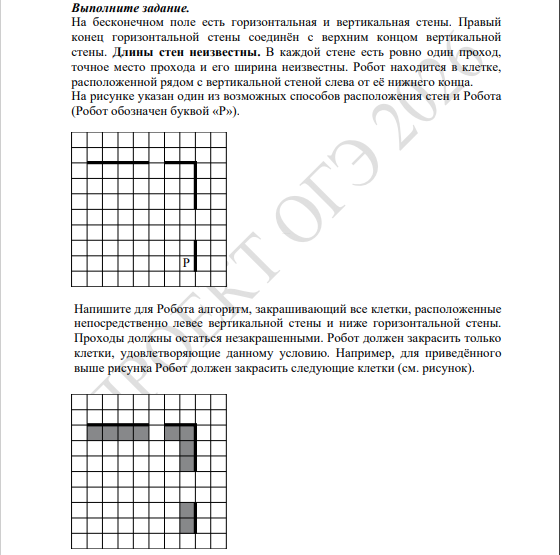 Выполните задание.
На бесконечном поле есть горизонтальная и вертикальная стены. Правый
конец горизонтальной стены соединён с верхним концом вертикальной
стены. Длины стен неизвестны. В каждой стене есть ровно один проход,
точное место прохода и его ширина неизвестны. Робот находится в клетке,
расположенной рядом с вертикальной стеной слева от её нижнего конца.
На рисунке указан один из возможных способов расположения стен и Робота
(Робот обозначен буквой «Р»).
Р
Напишите для Робота алгоритм, закрашивающий все клетки, расположенные
непосредственно левее вертикальной стены и ниже горизонтальной стены.
Проходы должны остаться незакрашенными. Робот должен закрасить только
клетки, удовлетворяющие данному условию. Например, для приведённого
выше рисунка Робот должен закрасить следующие клетки (см. рисунок).
ПРОЕКТ ОГЭ 2026